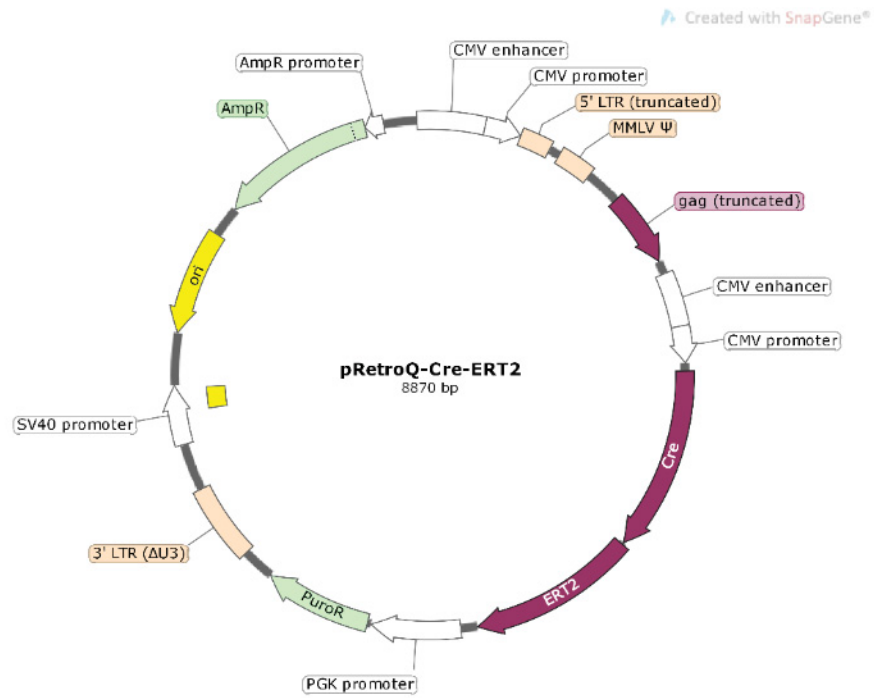 Created with SnapGene®
CMV enhancer
AmpR promoter
CMV promoter
5' LTR (truncated)
AmpR
MMLV Ψ
gag (truncated)
ori
CMV enhancer
CMV promoter
pRetroQ-Cre-ERT2
8870 bp
SV40 promoter
Cre
3' LTR (ΔU3)
PuroR
ERT2
PGK promoter